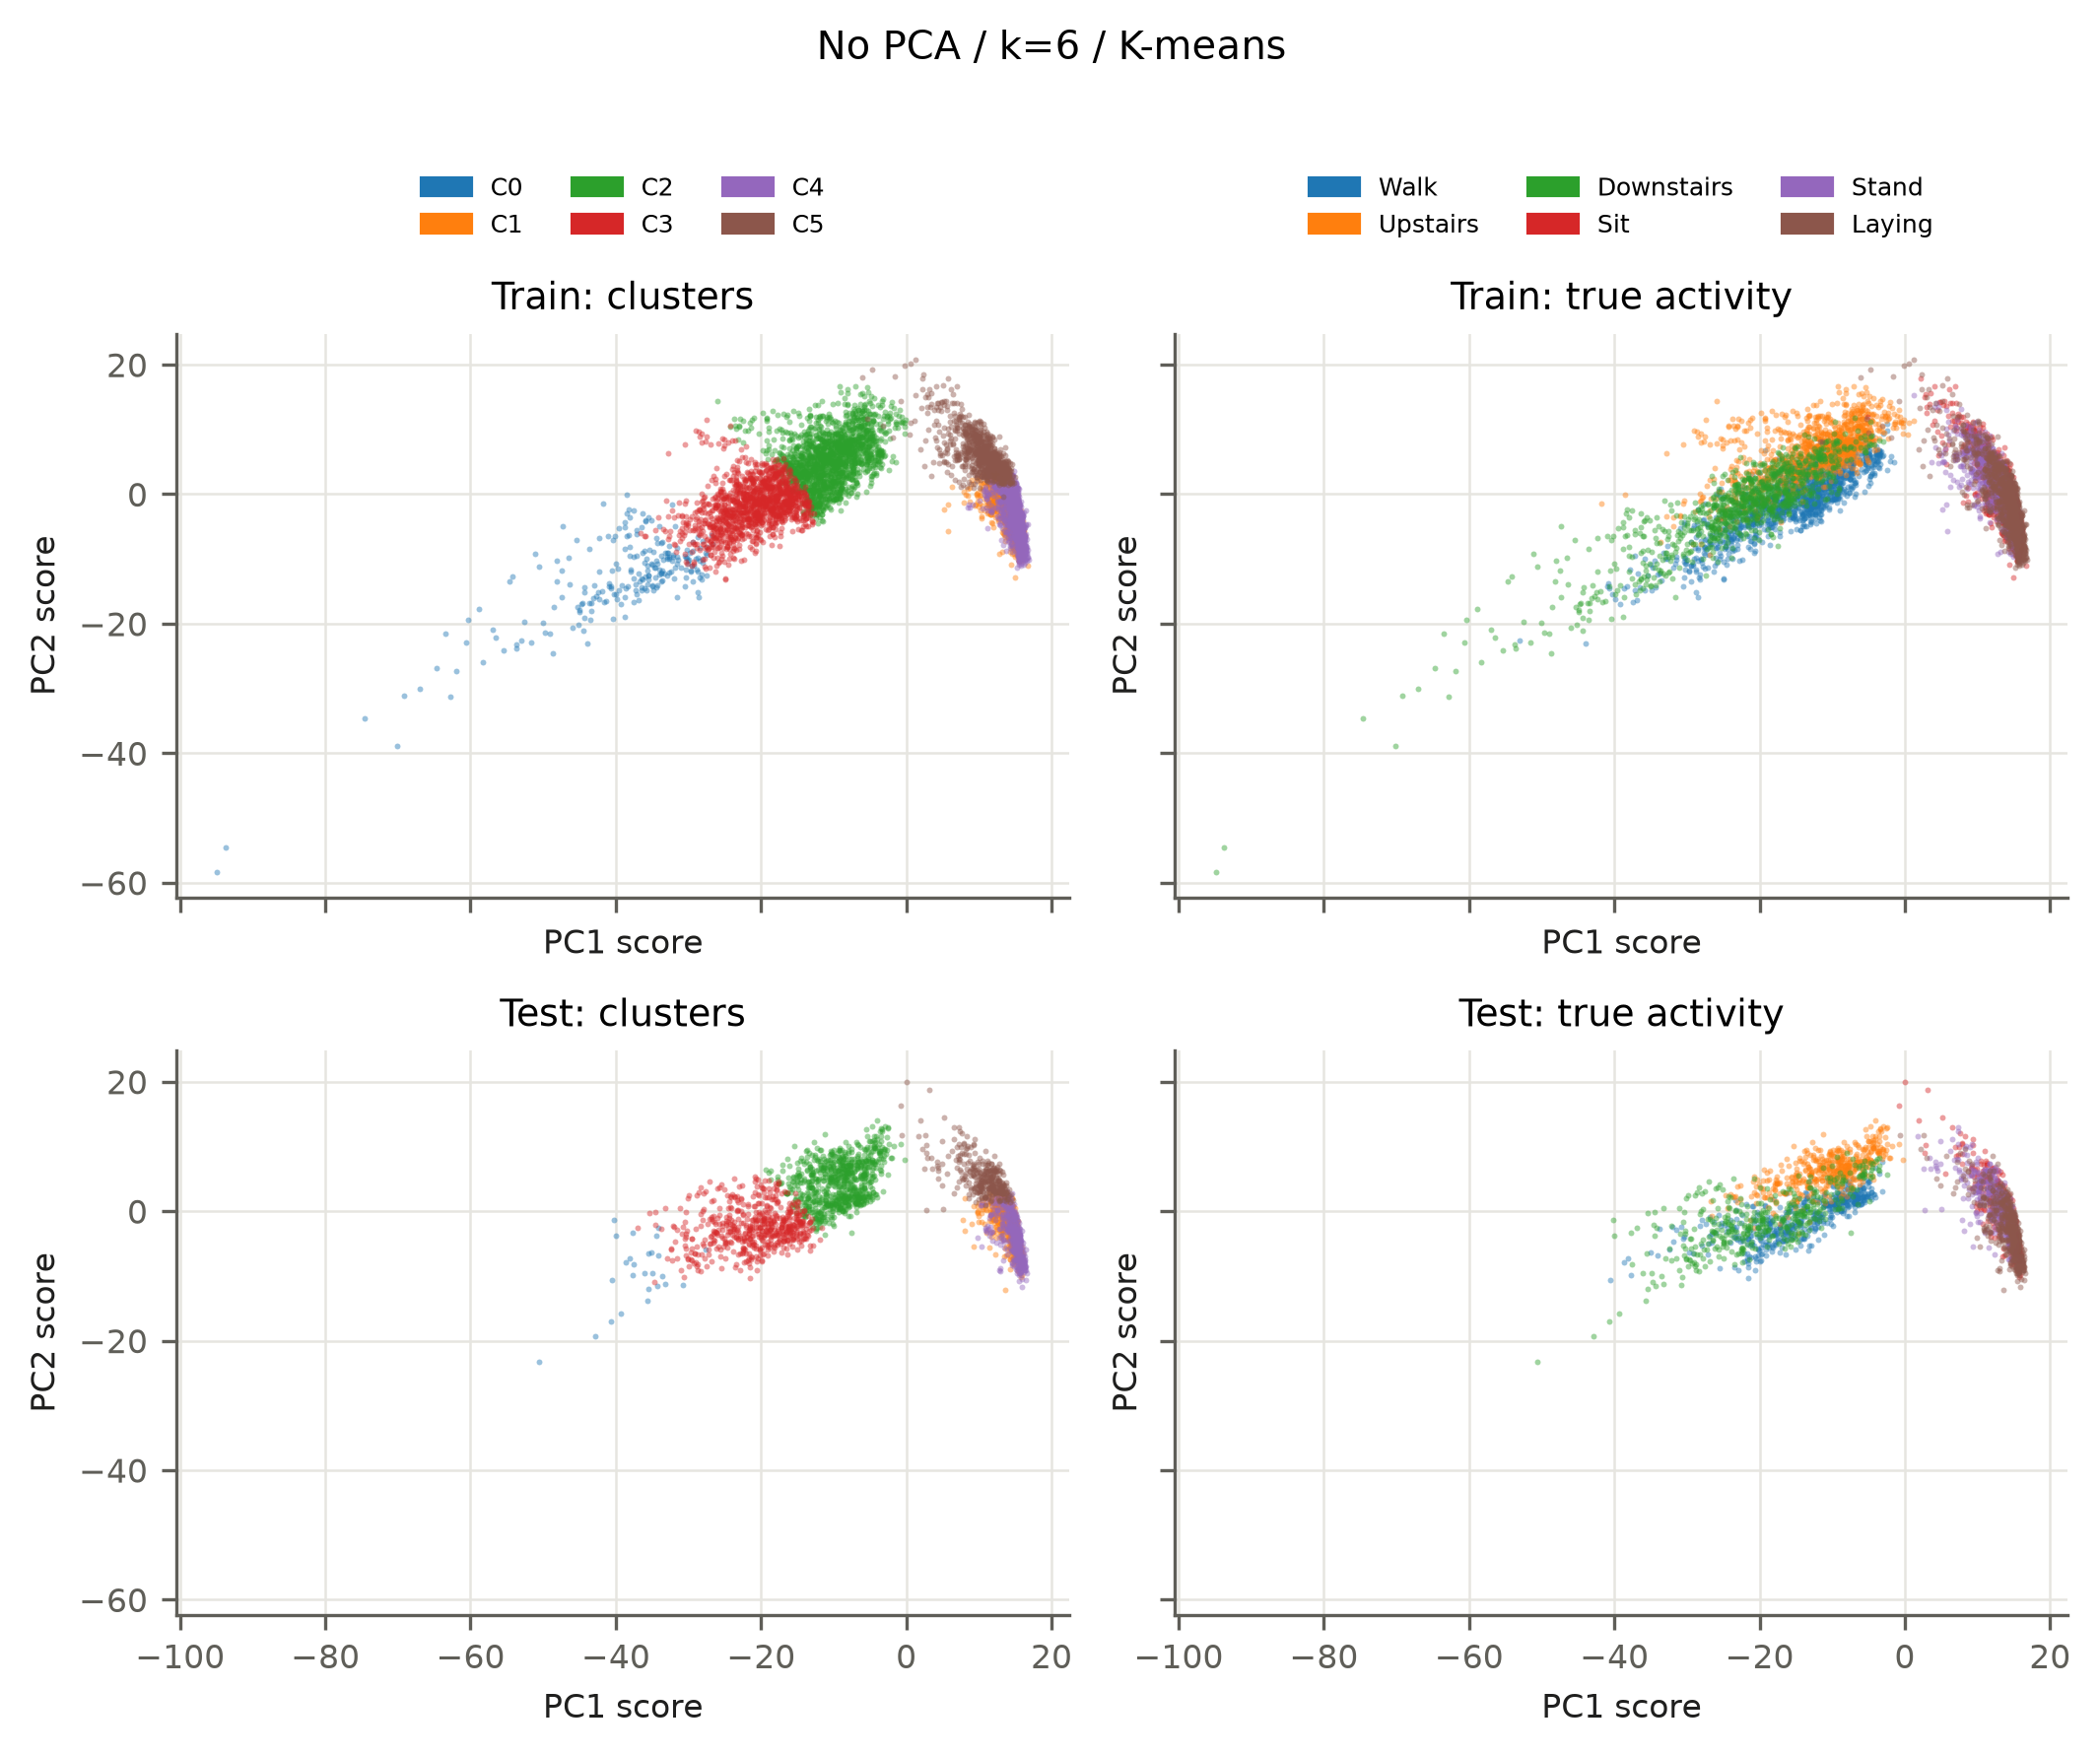 No PCA / k=6 / K-means
C0 C2 C4
C1 C3 C5
Walk Downstairs Stand
Upstairs Sit Laying
Train: clusters
Train: true activity
20
0
−20
−40
−60
PC2 score
PC2 score
PC1 score
PC1 score
Test: clusters
Test: true activity
20
0
−20
−40
−60
PC2 score
PC2 score
−100 −80 −60 −40 −20 0 20
−100 −80 −60 −40 −20 0 20
PC1 score
PC1 score